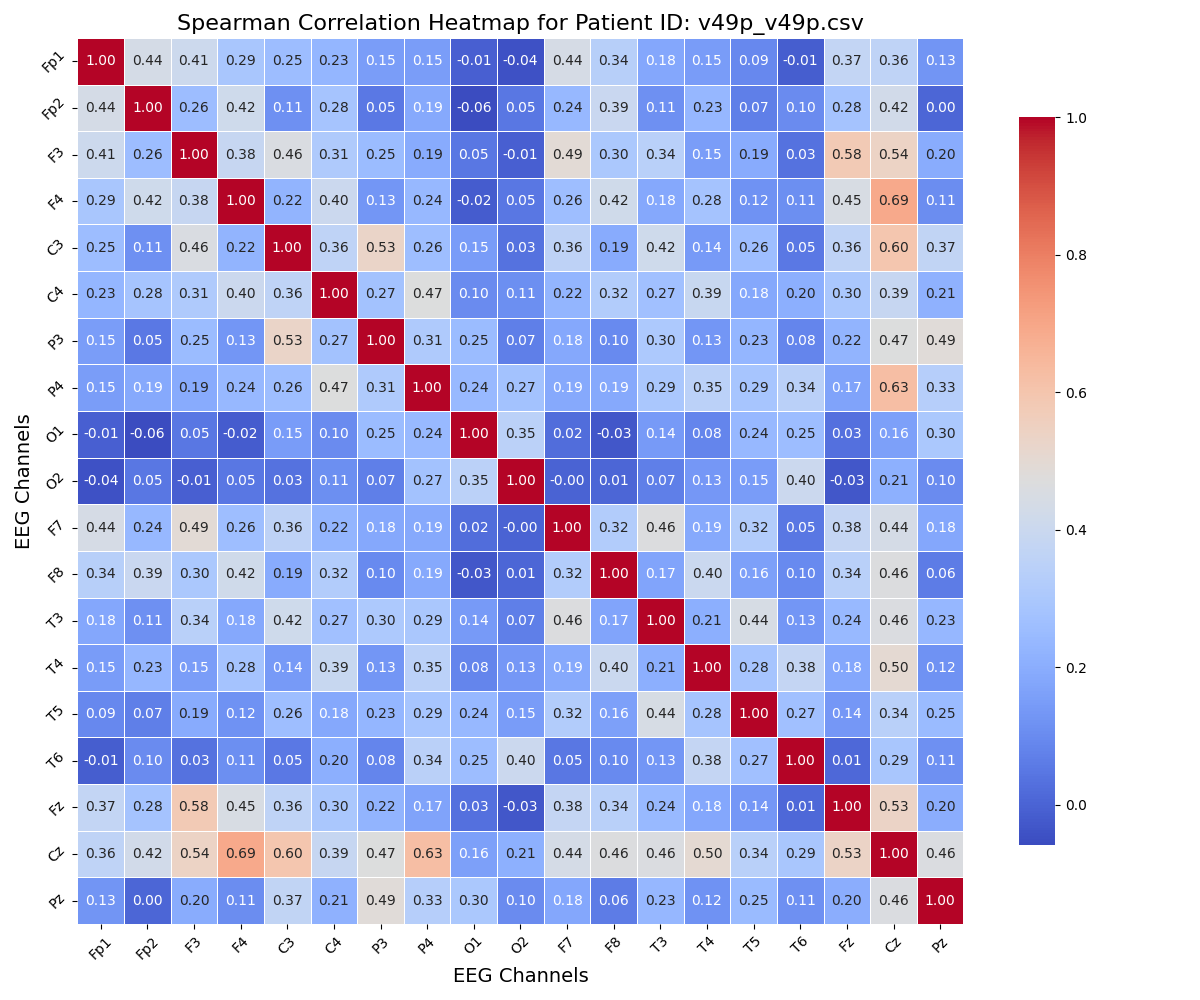 Spearman Correlation Heatmap for Patient ID: v49p_v49p.csv
Fp1 1.00 0.44 0.41 0.29 0.25 0.23 0.15 0.15 -0.01 -0.04 0.44 0.34 0.18 0.15 0.09 -0.01 0.37 0.36 0.13
Fp2 0.44 1.00 0.26 0.42 0.11 0.28 0.05 0.19 -0.06 0.05 0.24 0.39 0.11 0.23 0.07 0.10 0.28 0.42 0.00
F3 0.41 0.26 1.00 0.38 0.46 0.31 0.25 0.19 0.05 -0.01 0.49 0.30 0.34 0.15 0.19 0.03 0.58 0.54 0.20
F4 0.29 0.42 0.38 1.00 0.22 0.40 0.13 0.24 -0.02 0.05 0.26 0.42 0.18 0.28 0.12 0.11 0.45 0.69 0.11
C3 0.25 0.11 0.46 0.22 1.00 0.36 0.53 0.26 0.15 0.03 0.36 0.19 0.42 0.14 0.26 0.05 0.36 0.60 0.37
C4 0.23 0.28 0.31 0.40 0.36 1.00 0.27 0.47 0.10 0.11 0.22 0.32 0.27 0.39 0.18 0.20 0.30 0.39 0.21
P3 0.15 0.05 0.25 0.13 0.53 0.27 1.00 0.31 0.25 0.07 0.18 0.10 0.30 0.13 0.23 0.08 0.22 0.47 0.49
P4 0.15 0.19 0.19 0.24 0.26 0.47 0.31 1.00 0.24 0.27 0.19 0.19 0.29 0.35 0.29 0.34 0.17 0.63 0.33
O1 -0.01 -0.06 0.05 -0.02 0.15 0.10 0.25 0.24 1.00 0.35 0.02 -0.03 0.14 0.08 0.24 0.25 0.03 0.16 0.30
O2 -0.04 0.05 -0.01 0.05 0.03 0.11 0.07 0.27 0.35 1.00 -0.00 0.01 0.07 0.13 0.15 0.40 -0.03 0.21 0.10
F7 0.44 0.24 0.49 0.26 0.36 0.22 0.18 0.19 0.02 -0.00 1.00 0.32 0.46 0.19 0.32 0.05 0.38 0.44 0.18
F8 0.34 0.39 0.30 0.42 0.19 0.32 0.10 0.19 -0.03 0.01 0.32 1.00 0.17 0.40 0.16 0.10 0.34 0.46 0.06
T3 0.18 0.11 0.34 0.18 0.42 0.27 0.30 0.29 0.14 0.07 0.46 0.17 1.00 0.21 0.44 0.13 0.24 0.46 0.23
T4 0.15 0.23 0.15 0.28 0.14 0.39 0.13 0.35 0.08 0.13 0.19 0.40 0.21 1.00 0.28 0.38 0.18 0.50 0.12
T5 0.09 0.07 0.19 0.12 0.26 0.18 0.23 0.29 0.24 0.15 0.32 0.16 0.44 0.28 1.00 0.27 0.14 0.34 0.25
T6 -0.01 0.10 0.03 0.11 0.05 0.20 0.08 0.34 0.25 0.40 0.05 0.10 0.13 0.38 0.27 1.00 0.01 0.29 0.11
Fz 0.37 0.28 0.58 0.45 0.36 0.30 0.22 0.17 0.03 -0.03 0.38 0.34 0.24 0.18 0.14 0.01 1.00 0.53 0.20
Cz 0.36 0.42 0.54 0.69 0.60 0.39 0.47 0.63 0.16 0.21 0.44 0.46 0.46 0.50 0.34 0.29 0.53 1.00 0.46
Pz 0.13 0.00 0.20 0.11 0.37 0.21 0.49 0.33 0.30 0.10 0.18 0.06 0.23 0.12 0.25 0.11 0.20 0.46 1.00
Fp1 Fp2 F3 F4 C3 C4 P3 P4 O1 O2 F7 F8 T3 T4 T5 T6 Fz Cz Pz
EEG Channels
EEG Channels
1.0
0.8
0.6
0.4
0.2
0.0